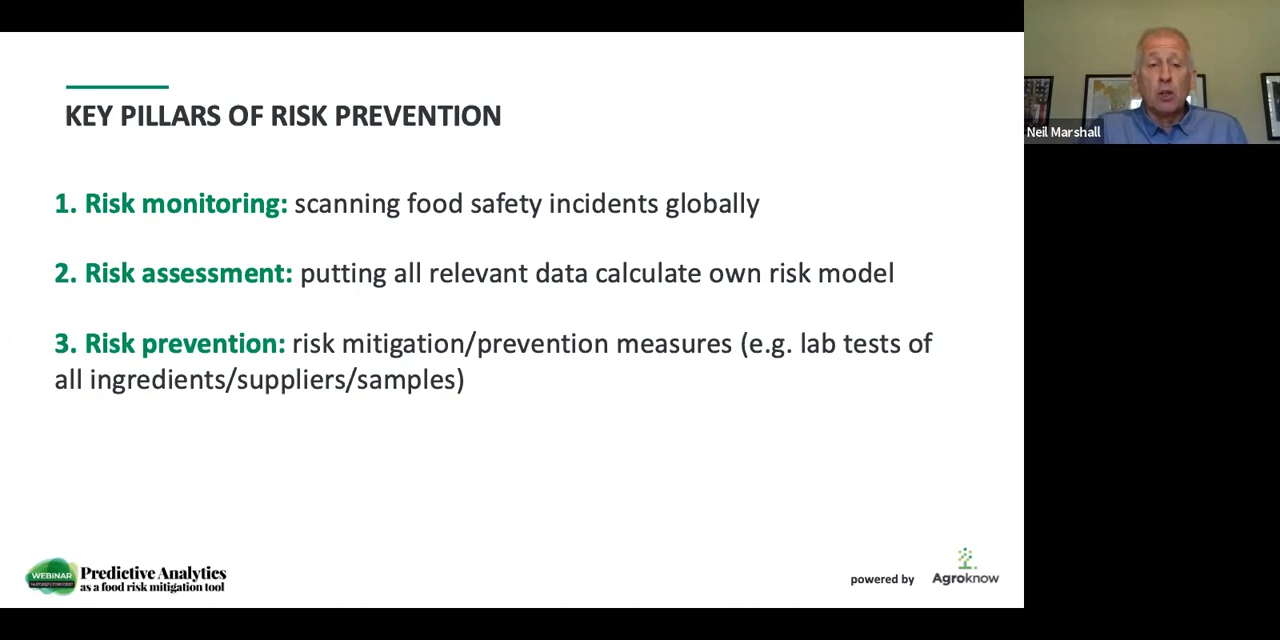 KEY PILLARS OF RISK PREVENTION
1. Risk monitoring: scanning food safety incidents globally
2. Risk assessment: putting all relevant data calculate own risk model
3. Risk prevention: risk mitigation/prevention measures (e.g. lab tests of
all ingredients/suppliers/samples)
Neil Marshall
WEBINAR
Predictive Analytics
as a food risk mitigation tool
powered by
Agroknow